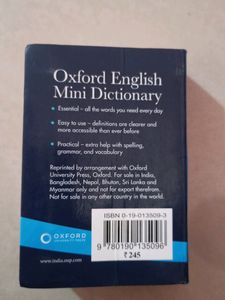 Oxford English
Mini Dictionary
• Essential – all the words you need every day
• Easy to use – definitions are clearer and
more accessible than ever before
• Practical – extra help with spelling,
grammar, and vocabulary
Reprinted by arrangement with Oxford
University Press, Oxford. For sale in India,
Bangladesh, Nepal, Bhutan, Sri Lanka and
Myanmar only and not for export therefrom.
Not for sale in any other country in the world.
ISBN 0-19-013509-3
9 780190 135096
₹ 245
OXFORD
UNIVERSITY PRESS
www.india.oup.com